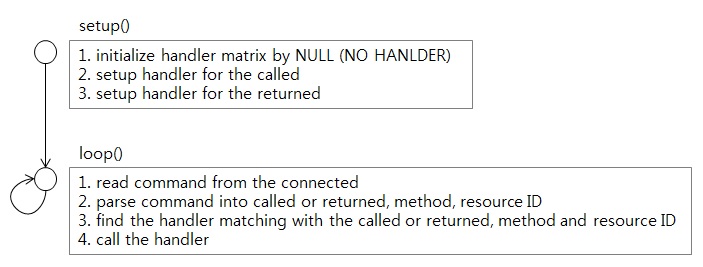 setup()
1. initialize handler matrix by NULL (NO HANLDER)
2. setup handler for the called
3. setup handler for the returned
loop()
1. read command from the connected
2. parse command into called or returned, method, resource ID
3. find the handler matching with the called or returned, method and resource ID
4. call the handler